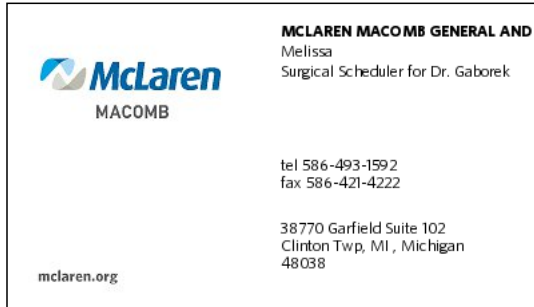 McLaren
MACOMB
mclaren.org
MCLAREN MACOMB GENERAL AND
Melissa
Surgical Scheduler for Dr. Gaborek
tel 586-493-1592
fax 586-421-4222
38770 Garfield Suite 102
Clinton Twp, MI , Michigan
48038